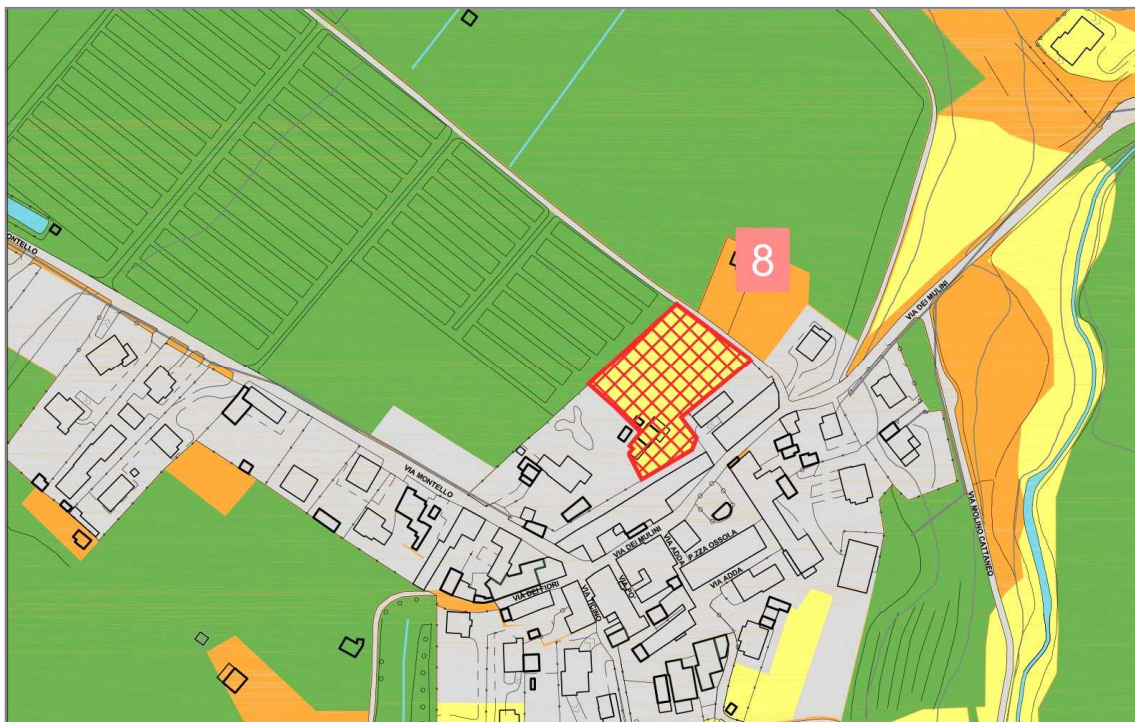 ONTELLO
8
VIA DEI MULINI
VIA MONTELLO
VIA MOLINO CATTANEO
VIA DEI MULINI
VIA ADDA
P.ZZA OSSOLA
VIA ADDA
VIA PO'
VIA DEI FIORI
VIA TICINO